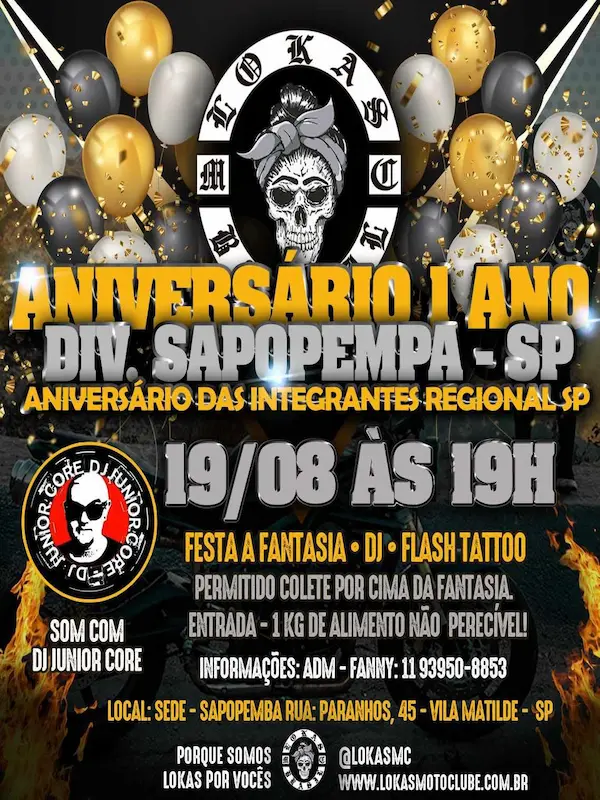 LOKAS
M C
ANIVERSÁRIO 1 ANO
DIV. SAPOPEMPA - SP
ANIVERSÁRIO DAS INTEGRANTES REGIONAL SP
19/08 ÀS 19H
DJ JUNIOR CORE - DJ JUNIOR CORE -
FESTA A FANTASIA • DJ • FLASH TATTOO
PERMITIDO COLETE POR CIMA DA FANTASIA.
ENTRADA - 1 KG DE ALIMENTO NÃO PERECÍVEL!
SOM COM
DJ JUNIOR CORE
INFORMAÇÕES: ADM - FANNY: 11 93950-8853
LOCAL: SEDE - SAPOPEMBA RUA: PARANHOS, 45 - VILA MATILDE - SP
PORQUE SOMOS
LOKAS POR VOCÊS
LOKAS
@LOKASMC
WWW.LOKASMOTOCLUBE.COM.BR